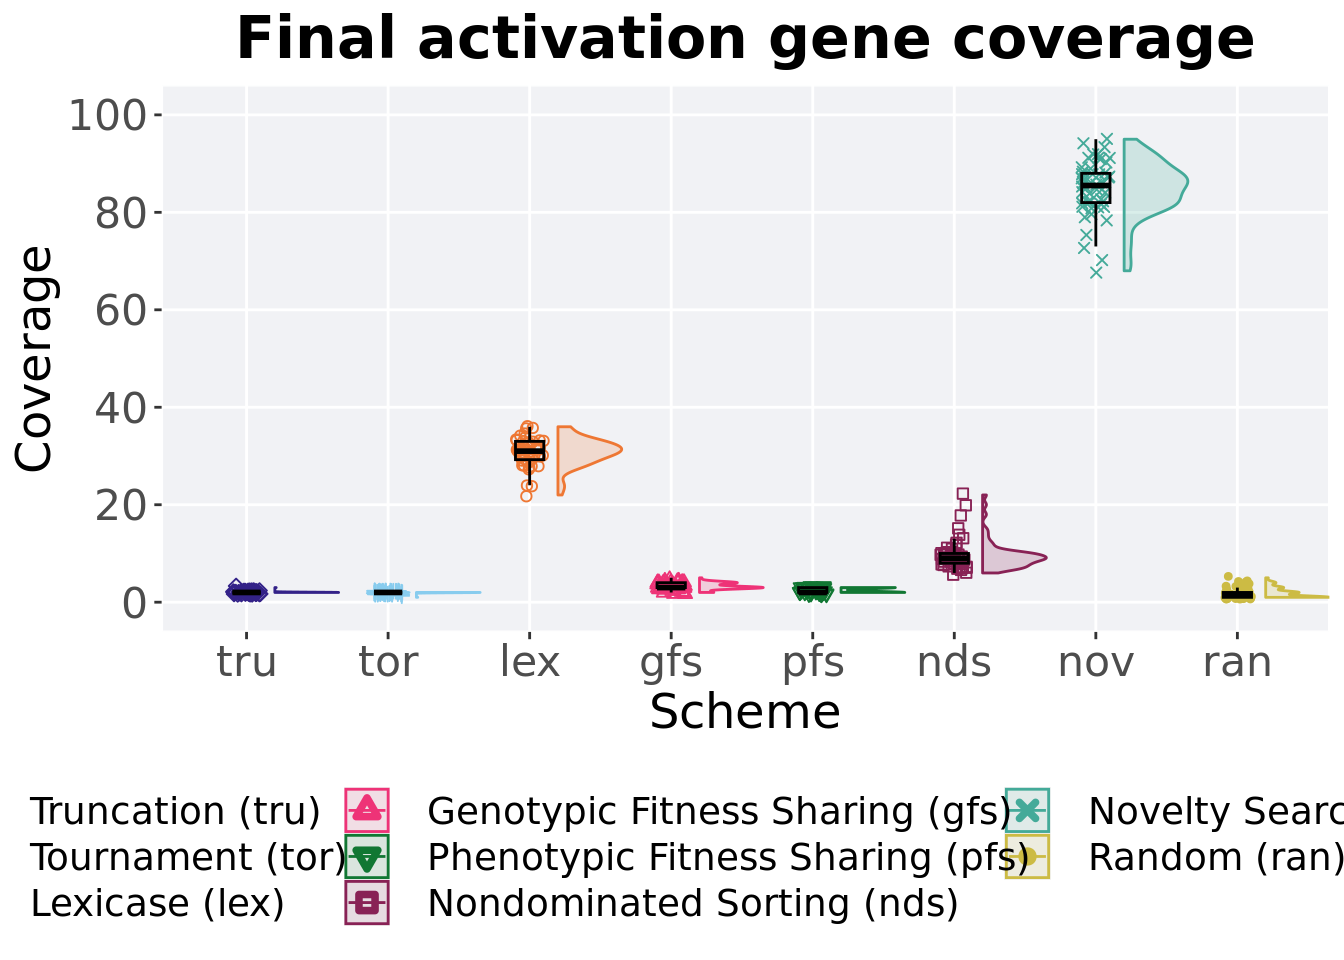 Final activation gene coverage
100
80
60
40
20
0
Coverage
tru tor lex gfs pfs nds nov ran
Scheme
Truncation (tru) Genotypic Fitness Sharing (gfs) Novelty Searc
Tournament (tor) Phenotypic Fitness Sharing (pfs) Random (ran)
Lexicase (lex) Nondominated Sorting (nds)